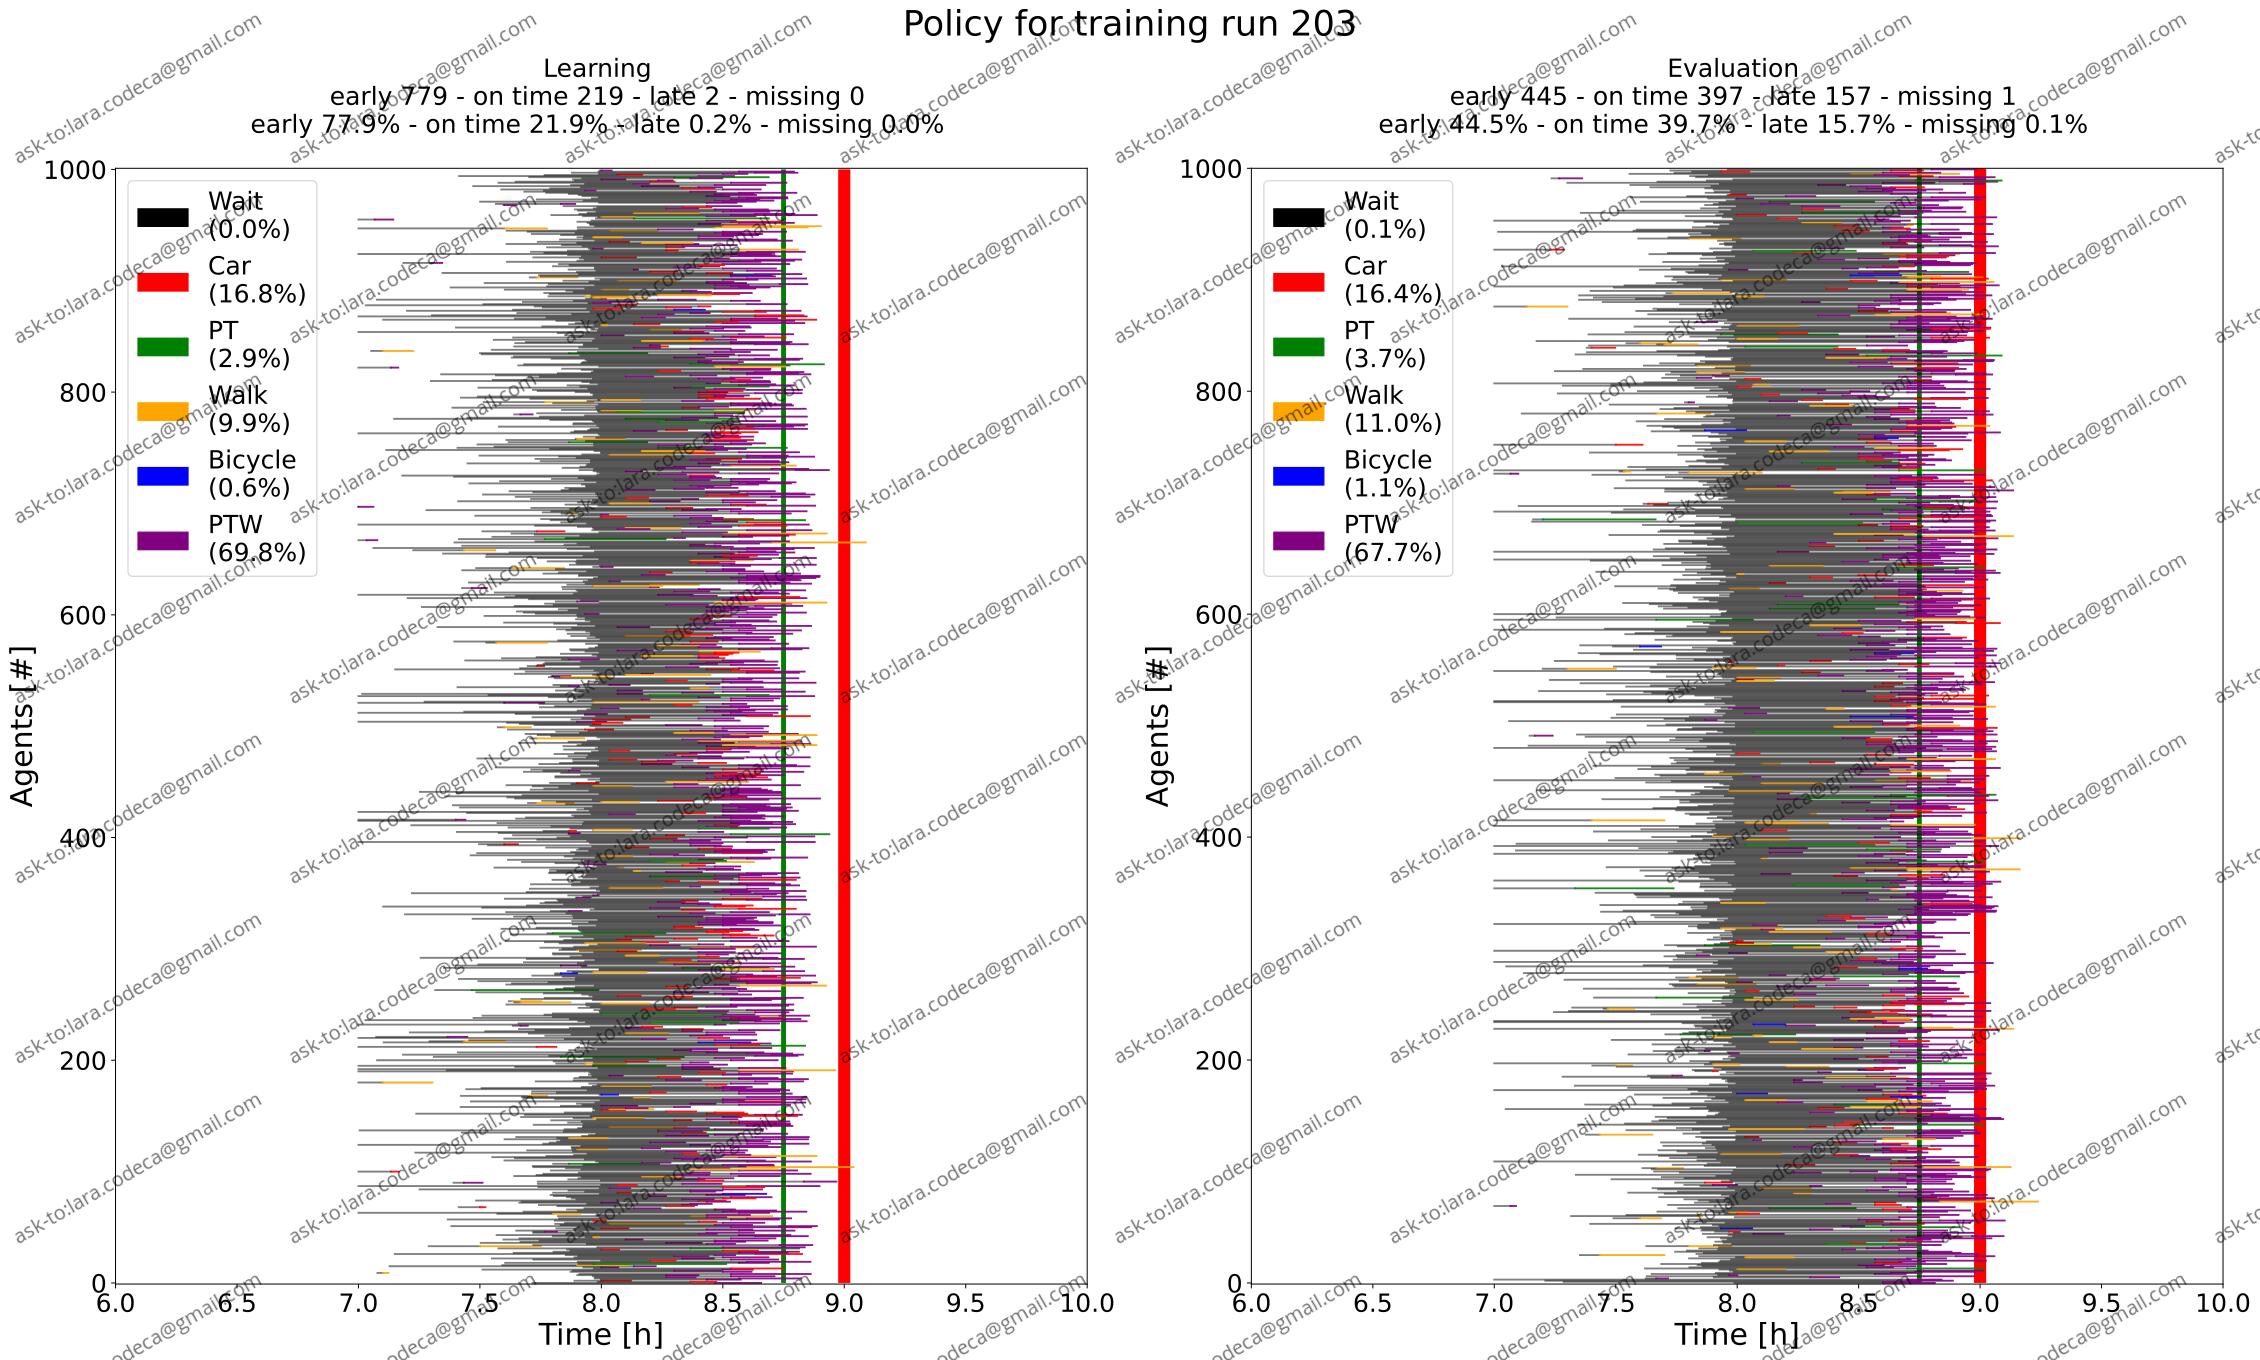 Policy for training run 203
Learning
early 779 - on time 219 - late 2 - missing 0
early 77.9% - on time 21.9% - late 0.2% - missing 0.0%
1000
800
600
400
200
0
Agents [#]
Wait
(0.0%)
Car
(16.8%)
PT
(2.9%)
Walk
(9.9%)
Bicycle
(0.6%)
PTW
(69.8%)
6.0 6.5 7.0 7.5 8.0 8.5 9.0 9.5 10.0
Time [h]
Evaluation
early 445 - on time 397 - late 157 - missing 1
early 44.5% - on time 39.7% - late 15.7% - missing 0.1%
1000
800
600
400
200
0
Agents [#]
Wait
(0.1%)
Car
(16.4%)
PT
(3.7%)
Walk
(11.0%)
Bicycle
(1.1%)
PTW
(67.7%)
6.0 6.5 7.0 7.5 8.0 8.5 9.0 9.5 10.0
Time [h]
ask-to:lara.codeca@gmail.com